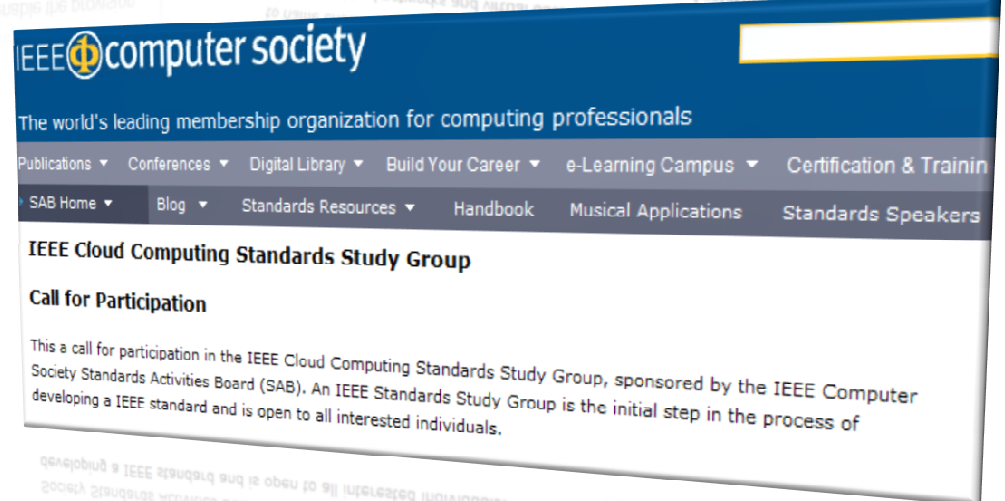 IEEE computer society
The world's leading membership organization for computing professionals
Publications Conferences Digital Library Build Your Career e-Learning Campus Certification & Trainin
SAB Home Blog Standards Resources Handbook Musical Applications Standards Speakers
IEEE Cloud Computing Standards Study Group
Call for Participation
This a call for participation in the IEEE Cloud Computing Standards Study Group, sponsored by the IEEE Computer
Society Standards Activities Board (SAB). An IEEE Standards Study Group is the initial step in the process of
developing a IEEE standard and is open to all interested individuals.